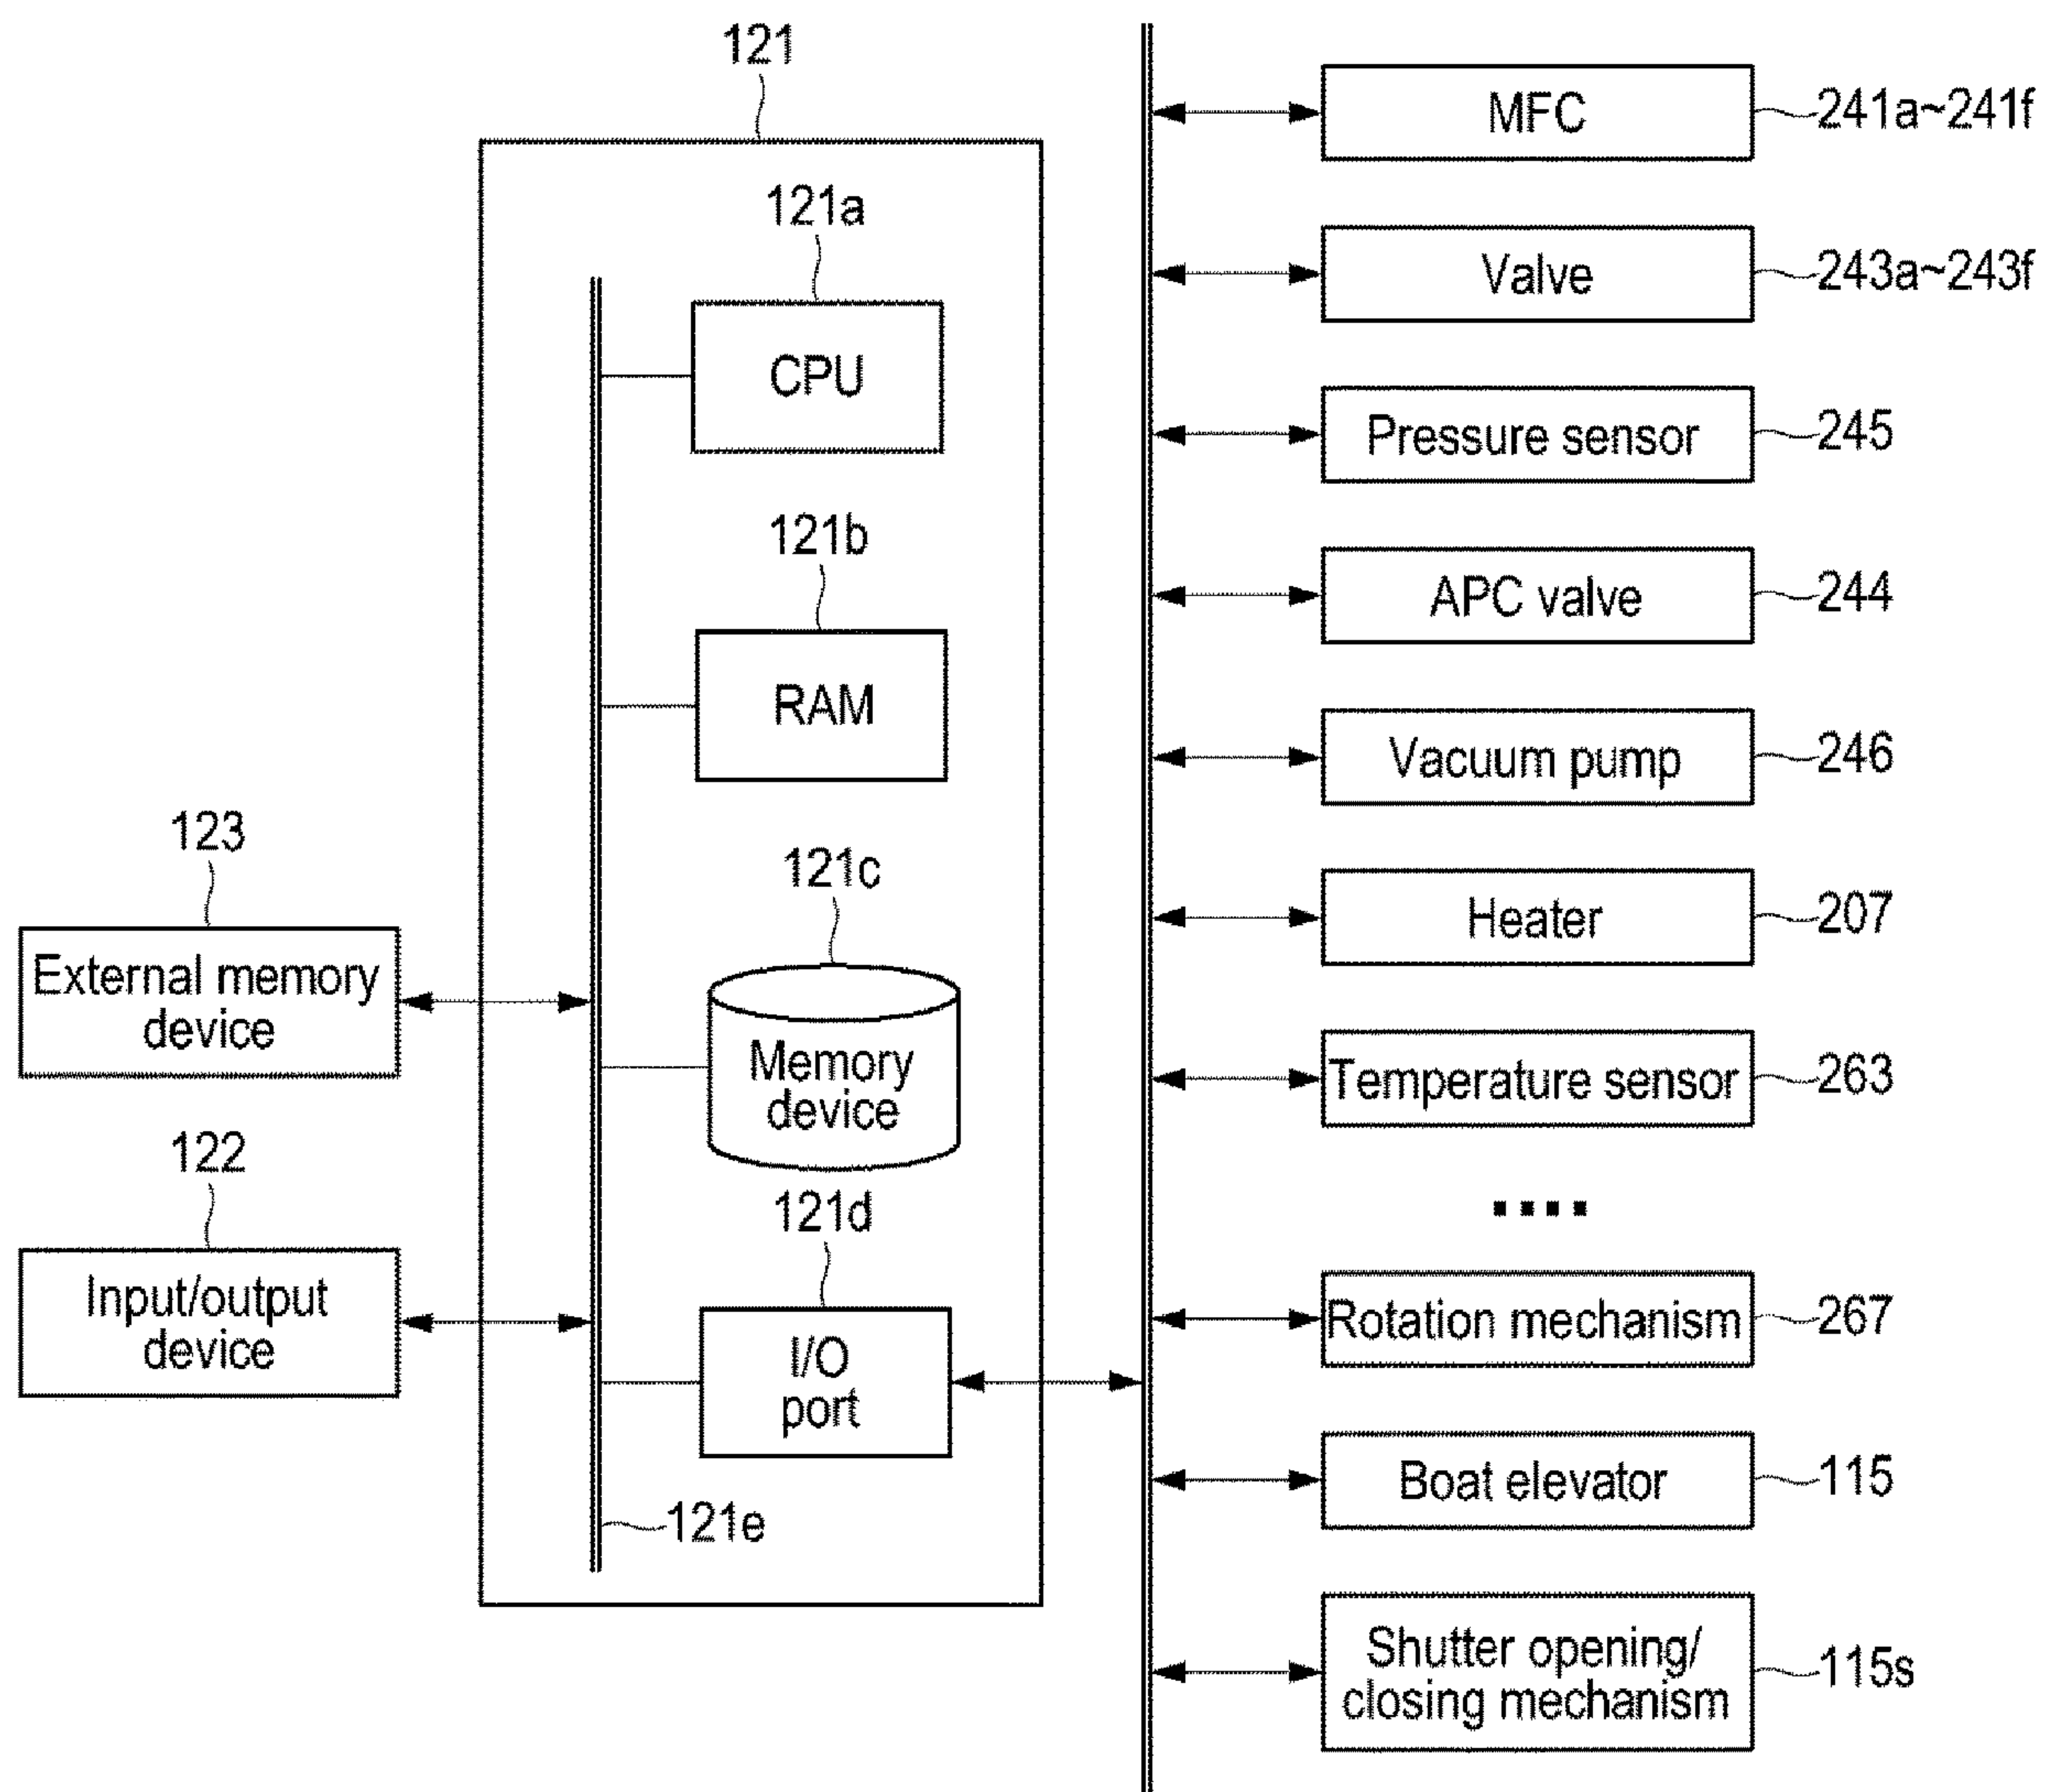 121
121a
CPU
121b
RAM
121c
Memory
device
121d
I/O
port
121e
123
External memory
device
122
Input/output
device
MFC
241a~241f
Valve
243a~243f
Pressure sensor
245
APC valve
244
Vacuum pump
246
Heater
207
Temperature sensor
263
....
Rotation mechanism
267
Boat elevator
115
Shutter opening/
closing mechanism
115s